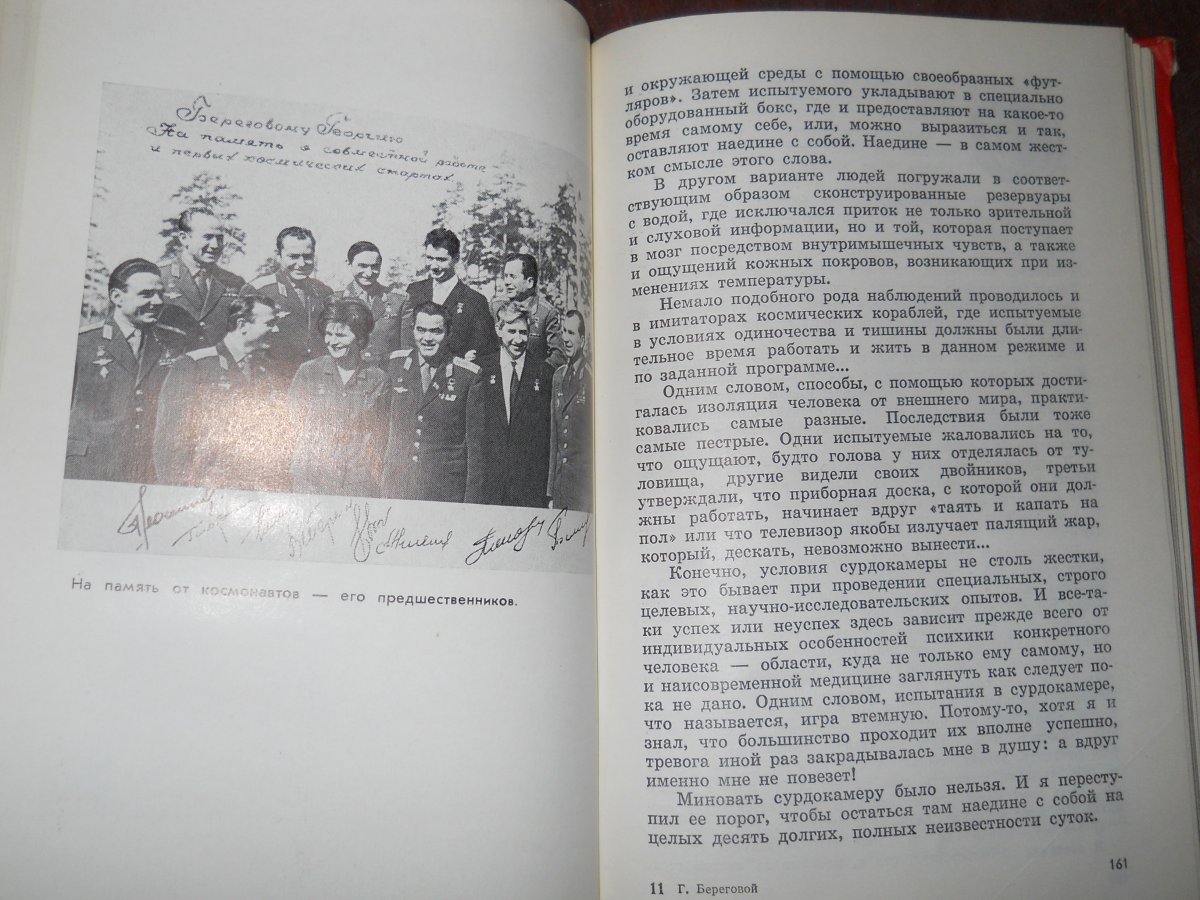 Береговому Георгию
На память о совместной работе
и первых космических стартах
На память от космонавтов — его предшественников.
и окружающей среды с помощью своеобразных «фут-
ляров». Затем испытуемого укладывают в специально
оборудованный бокс, где и предоставляют на какое-то
время самому себе, или, можно выразиться и так,
оставляют наедине с собой. Наедине — в самом жест-
ком смысле этого слова.
В другом варианте людей погружали в соответ-
ствующим образом сконструированные резервуары
с водой, где исключался приток не только зрительной
и слуховой информации, но и той, которая поступает
в мозг посредством внутримышечных чувств, а также
и ощущений кожных покровов, возникающих при из-
менениях температуры.
Немало подобного рода наблюдений проводилось и
в имитаторах космических кораблей, где испытуемые
в условиях одиночества и тишины должны были дли-
тельное время работать и жить в данном режиме и
по заданной программе...
Одним словом, способы, с помощью которых дости-
галась изоляция человека от внешнего мира, практи-
ковались самые разные. Последствия были тоже
самые пестрые. Одни испытуемые жаловались на то,
что ощущают, будто голова у них отделялась от ту-
ловища, другие видели своих двойников, третьи
утверждали, что приборная доска, с которой они дол-
жны работать, начинает вдруг «таять и капать на
пол» или что телевизор якобы излучает палящий жар,
который, дескать, невозможно вынести...
Конечно, условия сурдокамеры не столь жестки,
как это бывает при проведении специальных, строго
целевых, научно-исследовательских опытов. И все-та-
ки успех или неуспех здесь зависит прежде всего от
индивидуальных особенностей психики конкретного
человека — области, куда не только ему самому, но
и наисовременной медицине заглянуть как следует по-
ка не дано. Одним словом, испытания в сурдокамере,
что называется, игра втемную. Потому-то, хотя я и
знал, что большинство проходит их вполне успешно,
тревога иной раз закрадывалась мне в душу: а вдруг
именно мне не повезет!
Миновать сурдокамеру было нельзя. И я пересту-
пил ее порог, чтобы остаться там наедине с собой на
целых десять долгих, полных неизвестности суток.
161
11 Г. Береговой